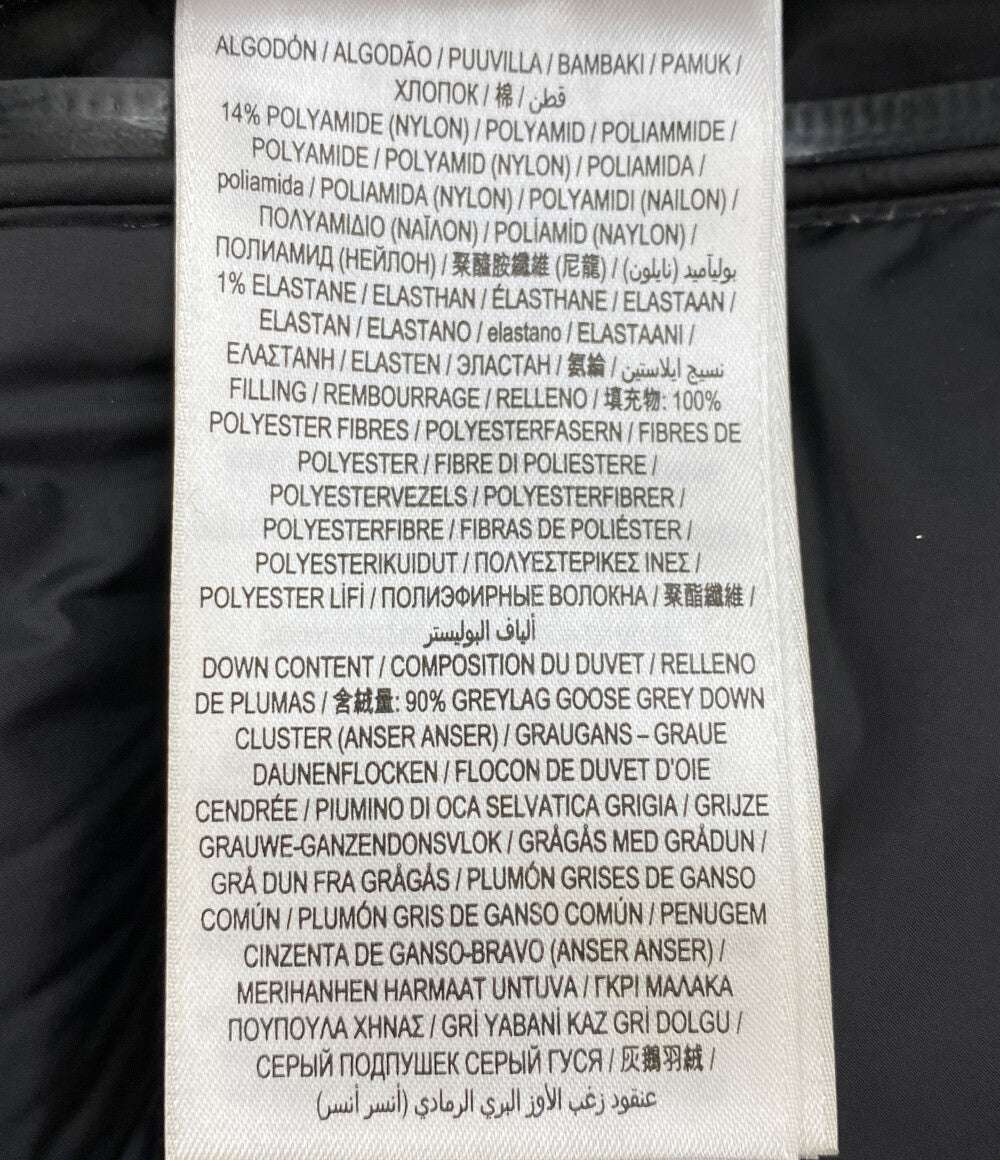 ALGODÓN / ALGODÃO / PUUVILLA / BAMBAKI / PAMUK /
ХЛОПОК / 棉 / قطن
14% POLYAMIDE (NYLON) / POLYAMID / POLIAMMIDE /
POLYAMIDE / POLYAMID (NYLON) / POLIAMIDA /
poliamida / POLIAMIDA (NYLON) / POLYAMIDI (NAILON) /
ΠΟΛΥΑΜΙΔΙΟ (ΝΑΪΛΟΝ) / POLİAMİD (NAYLON) /
ПОЛИАМИД (НЕЙЛОН) / 聚醯胺纖維 (尼龍) / بوليآميد (نايلون)
1% ELASTANE / ELASTHAN / ÉLASTHANE / ELASTAAN /
ELASTAN / ELASTANO / elastano / ELASTAANI /
ΕΛΑΣΤΑΝΗ / ELASTEN / ЭЛАСТАН / 氨綸 / نسيج ايلاستين
FILLING / REMBOURRAGE / RELLENO / 填充物: 100%
POLYESTER FIBRES / POLYESTERFASERN / FIBRES DE
POLYESTER / FIBRE DI POLIESTERE /
POLYESTERVEZELS / POLYESTERFIBRER /
POLYESTERFIBRE / FIBRAS DE POLIÉSTER /
POLYESTERIKUIDUT / ΠΟΛΥΕΣΤΕΡΙΚΕΣ ΙΝΕΣ /
POLYESTER LİFİ / ПОЛИЭФИРНЫЕ ВОЛОКНА / 聚酯纖維 /
ألياف البوليستر
DOWN CONTENT / COMPOSITION DU DUVET / RELLENO
DE PLUMAS / 含絨量: 90% GREYLAG GOOSE GREY DOWN
CLUSTER (ANSER ANSER) / GRAUGANS – GRAUE
DAUNENFLOCKEN / FLOCON DE DUVET D'OIE
CENDRÉE / PIUMINO DI OCA SELVATICA GRIGIA / GRIJZE
GRAUWE-GANZENDONSVLOK / GRÅGÅS MED GRÅDUN /
GRÅ DUN FRA GRÅGÅS / PLUMÓN GRISES DE GANSO
COMÚN / PLUMÓN GRIS DE GANSO COMÚN / PENUGEM
CINZENTA DE GANSO-BRAVO (ANSER ANSER) /
MERIHANHEN HARMAAT UNTUVA / ΓΚΡΙ ΜΑΛΑΚΑ
ΠΟΥΠΟΥΛΑ ΧΗΝΑΣ / GRİ YABANİ KAZ GRİ DOLGU /
СЕРЫЙ ПОДПУШЕК СЕРЫЙ ГУСЯ / 灰鵝羽絨 /
عنقود زغب الأوز البري الرمادي (أنسر أنسر)